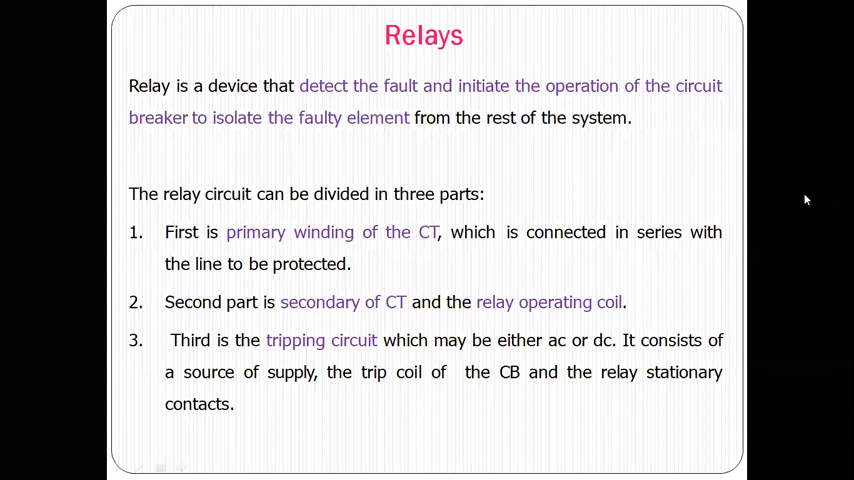 Relays
Relay is a device that detect the fault and initiate the operation of the circuit
breaker to isolate the faulty element from the rest of the system.
The relay circuit can be divided in three parts:
1. First is primary winding of the CT, which is connected in series with
the line to be protected.
2. Second part is secondary of CT and the relay operating coil.
3. Third is the tripping circuit which may be either ac or dc. It consists of
a source of supply, the trip coil of the CB and the relay stationary
contacts.